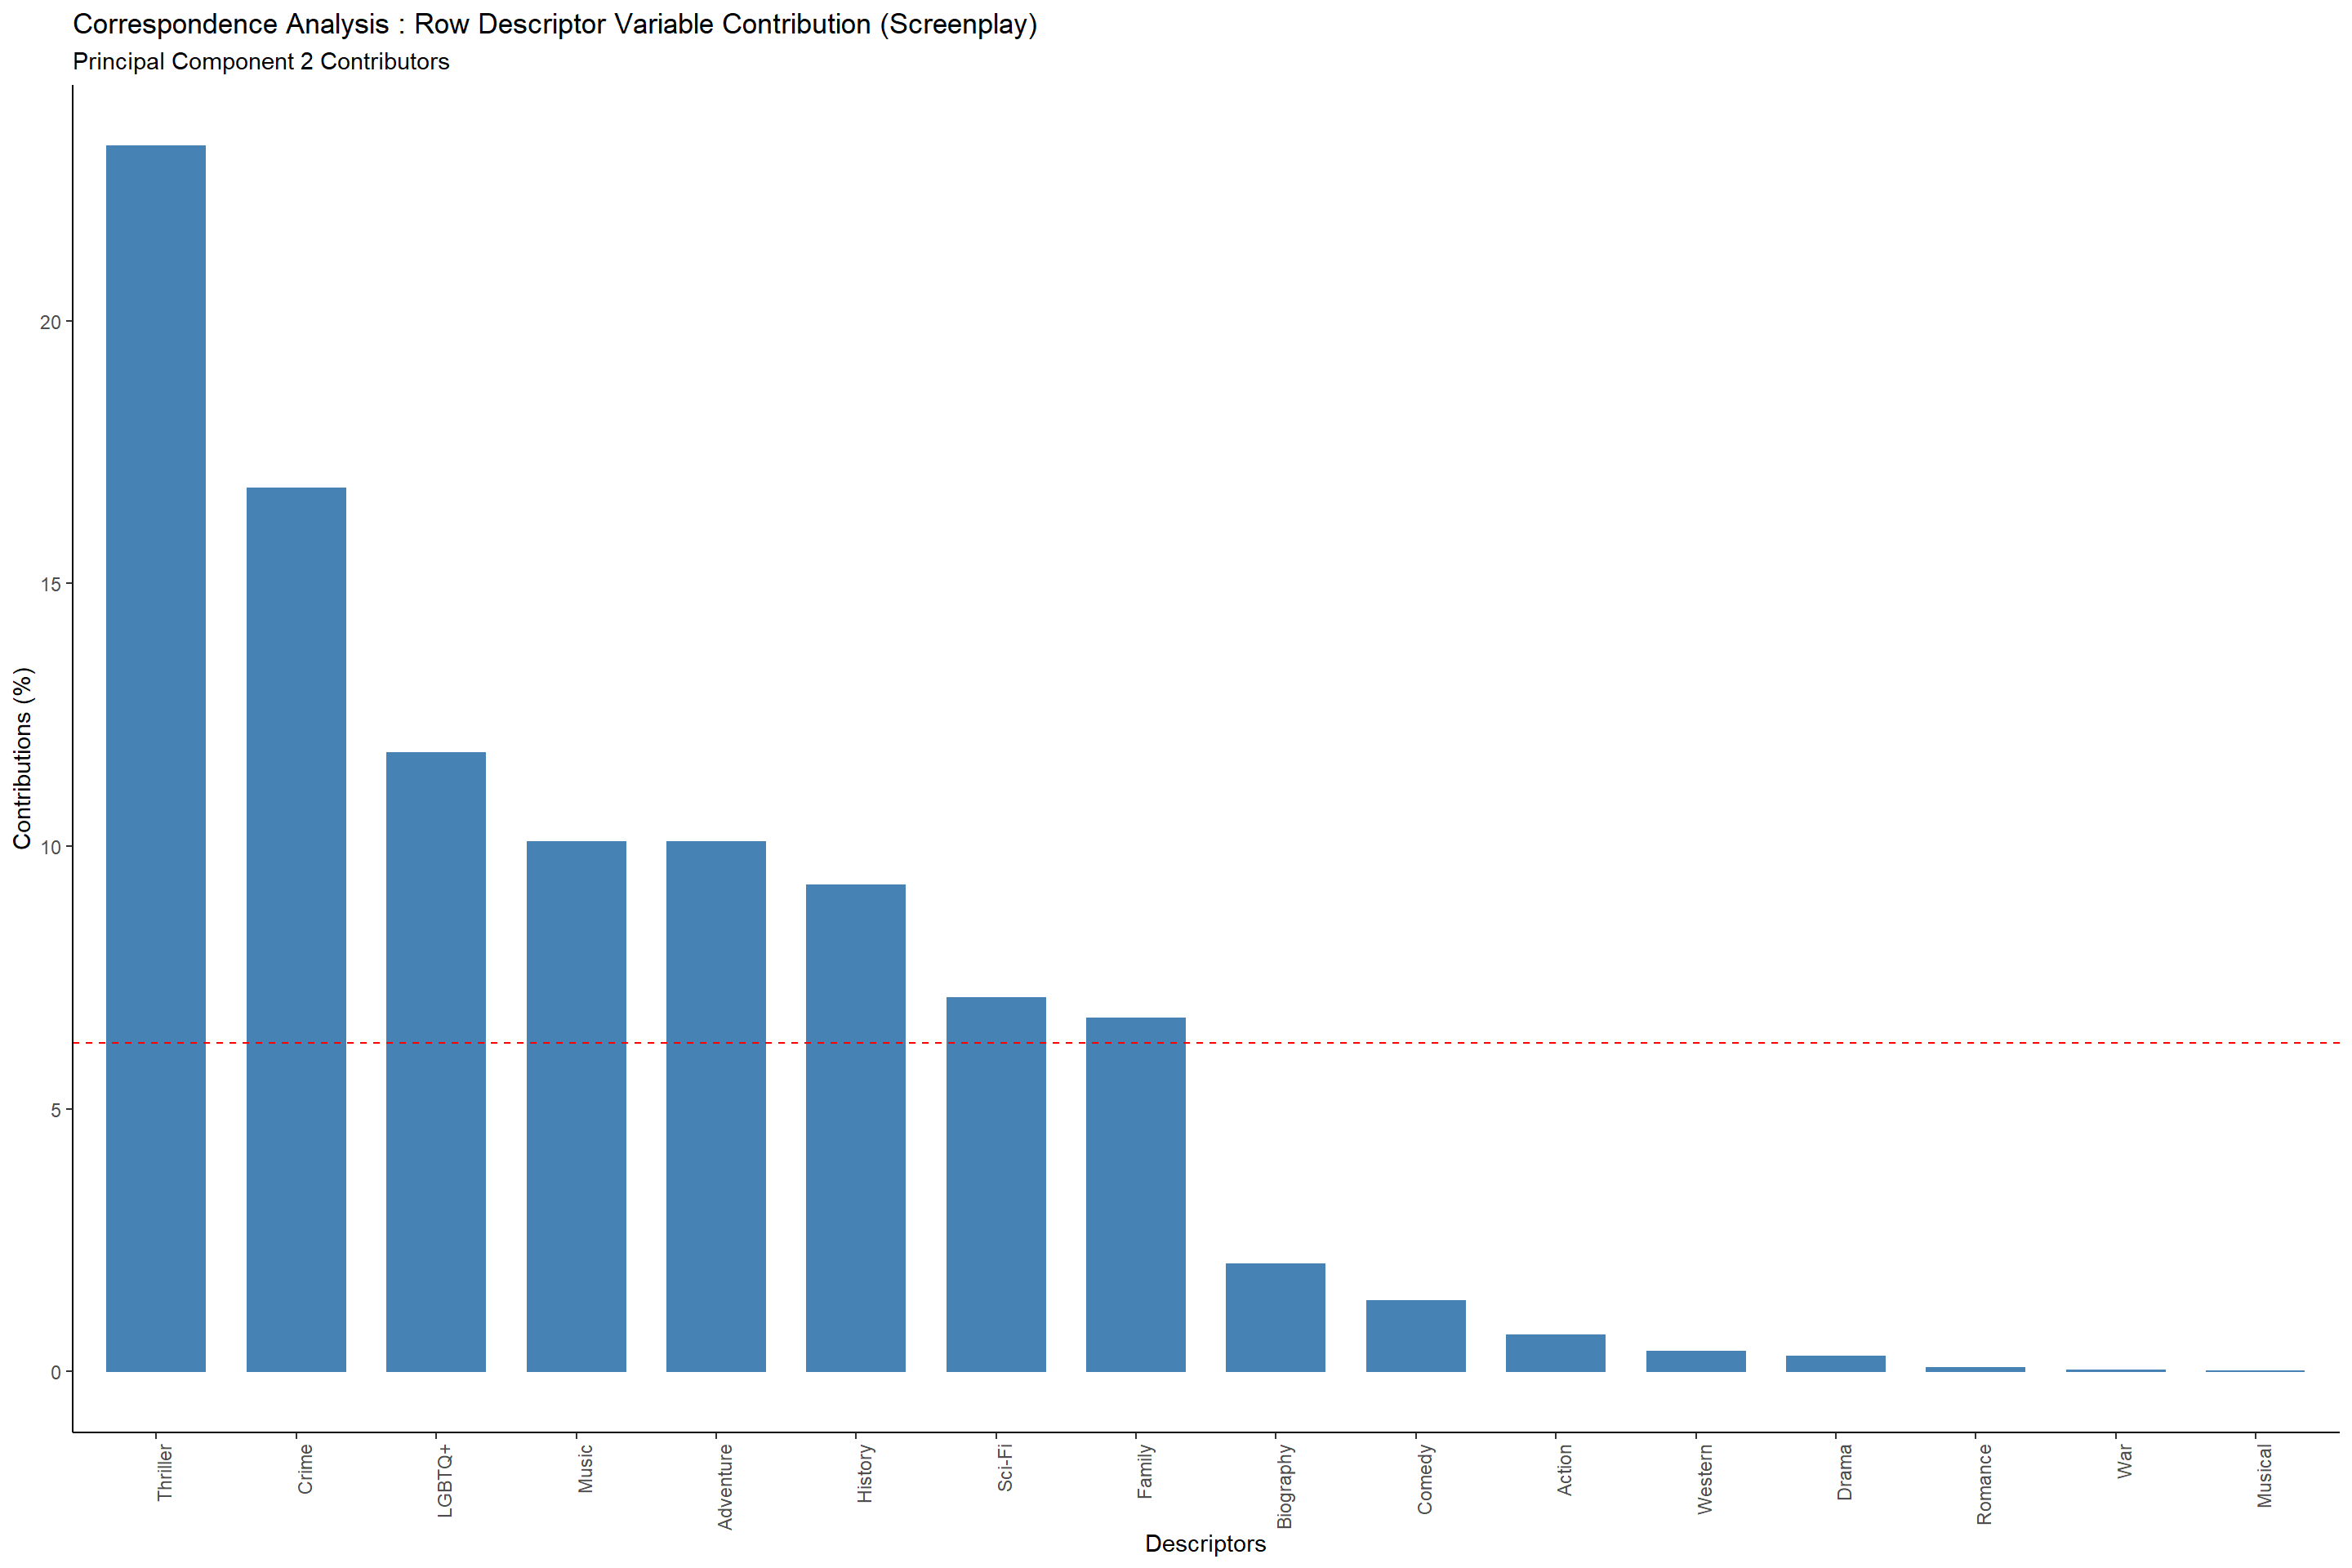 Correspondence Analysis : Row Descriptor Variable Contribution (Screenplay)
Principal Component 2 Contributors
Contributions (%)
20
15
10
5
0
Thriller
Crime
LGBTQ+
Music
Adventure
History
Sci-Fi
Family
Biography
Comedy
Action
Western
Drama
Romance
War
Musical
Descriptors